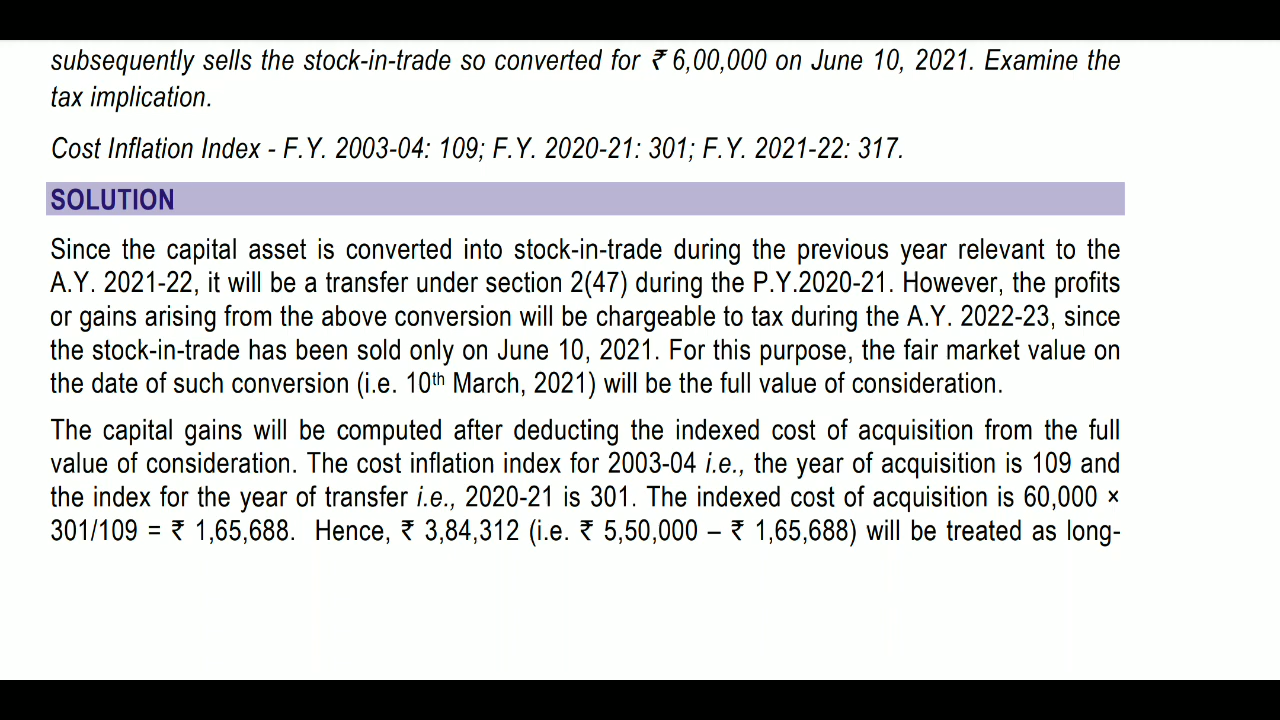 subsequently sells the stock-in-trade so converted for ₹ 6,00,000 on June 10, 2021. Examine the
tax implication.
Cost Inflation Index - F.Y. 2003-04: 109; F.Y. 2020-21: 301; F.Y. 2021-22: 317.
SOLUTION
Since the capital asset is converted into stock-in-trade during the previous year relevant to the
A.Y. 2021-22, it will be a transfer under section 2(47) during the P.Y.2020-21. However, the profits
or gains arising from the above conversion will be chargeable to tax during the A.Y. 2022-23, since
the stock-in-trade has been sold only on June 10, 2021. For this purpose, the fair market value on
the date of such conversion (i.e. 10th March, 2021) will be the full value of consideration.
The capital gains will be computed after deducting the indexed cost of acquisition from the full
value of consideration. The cost inflation index for 2003-04 i.e., the year of acquisition is 109 and
the index for the year of transfer i.e., 2020-21 is 301. The indexed cost of acquisition is 60,000 ×
301/109 = ₹ 1,65,688. Hence, ₹ 3,84,312 (i.e. ₹ 5,50,000 – ₹ 1,65,688) will be treated as long-